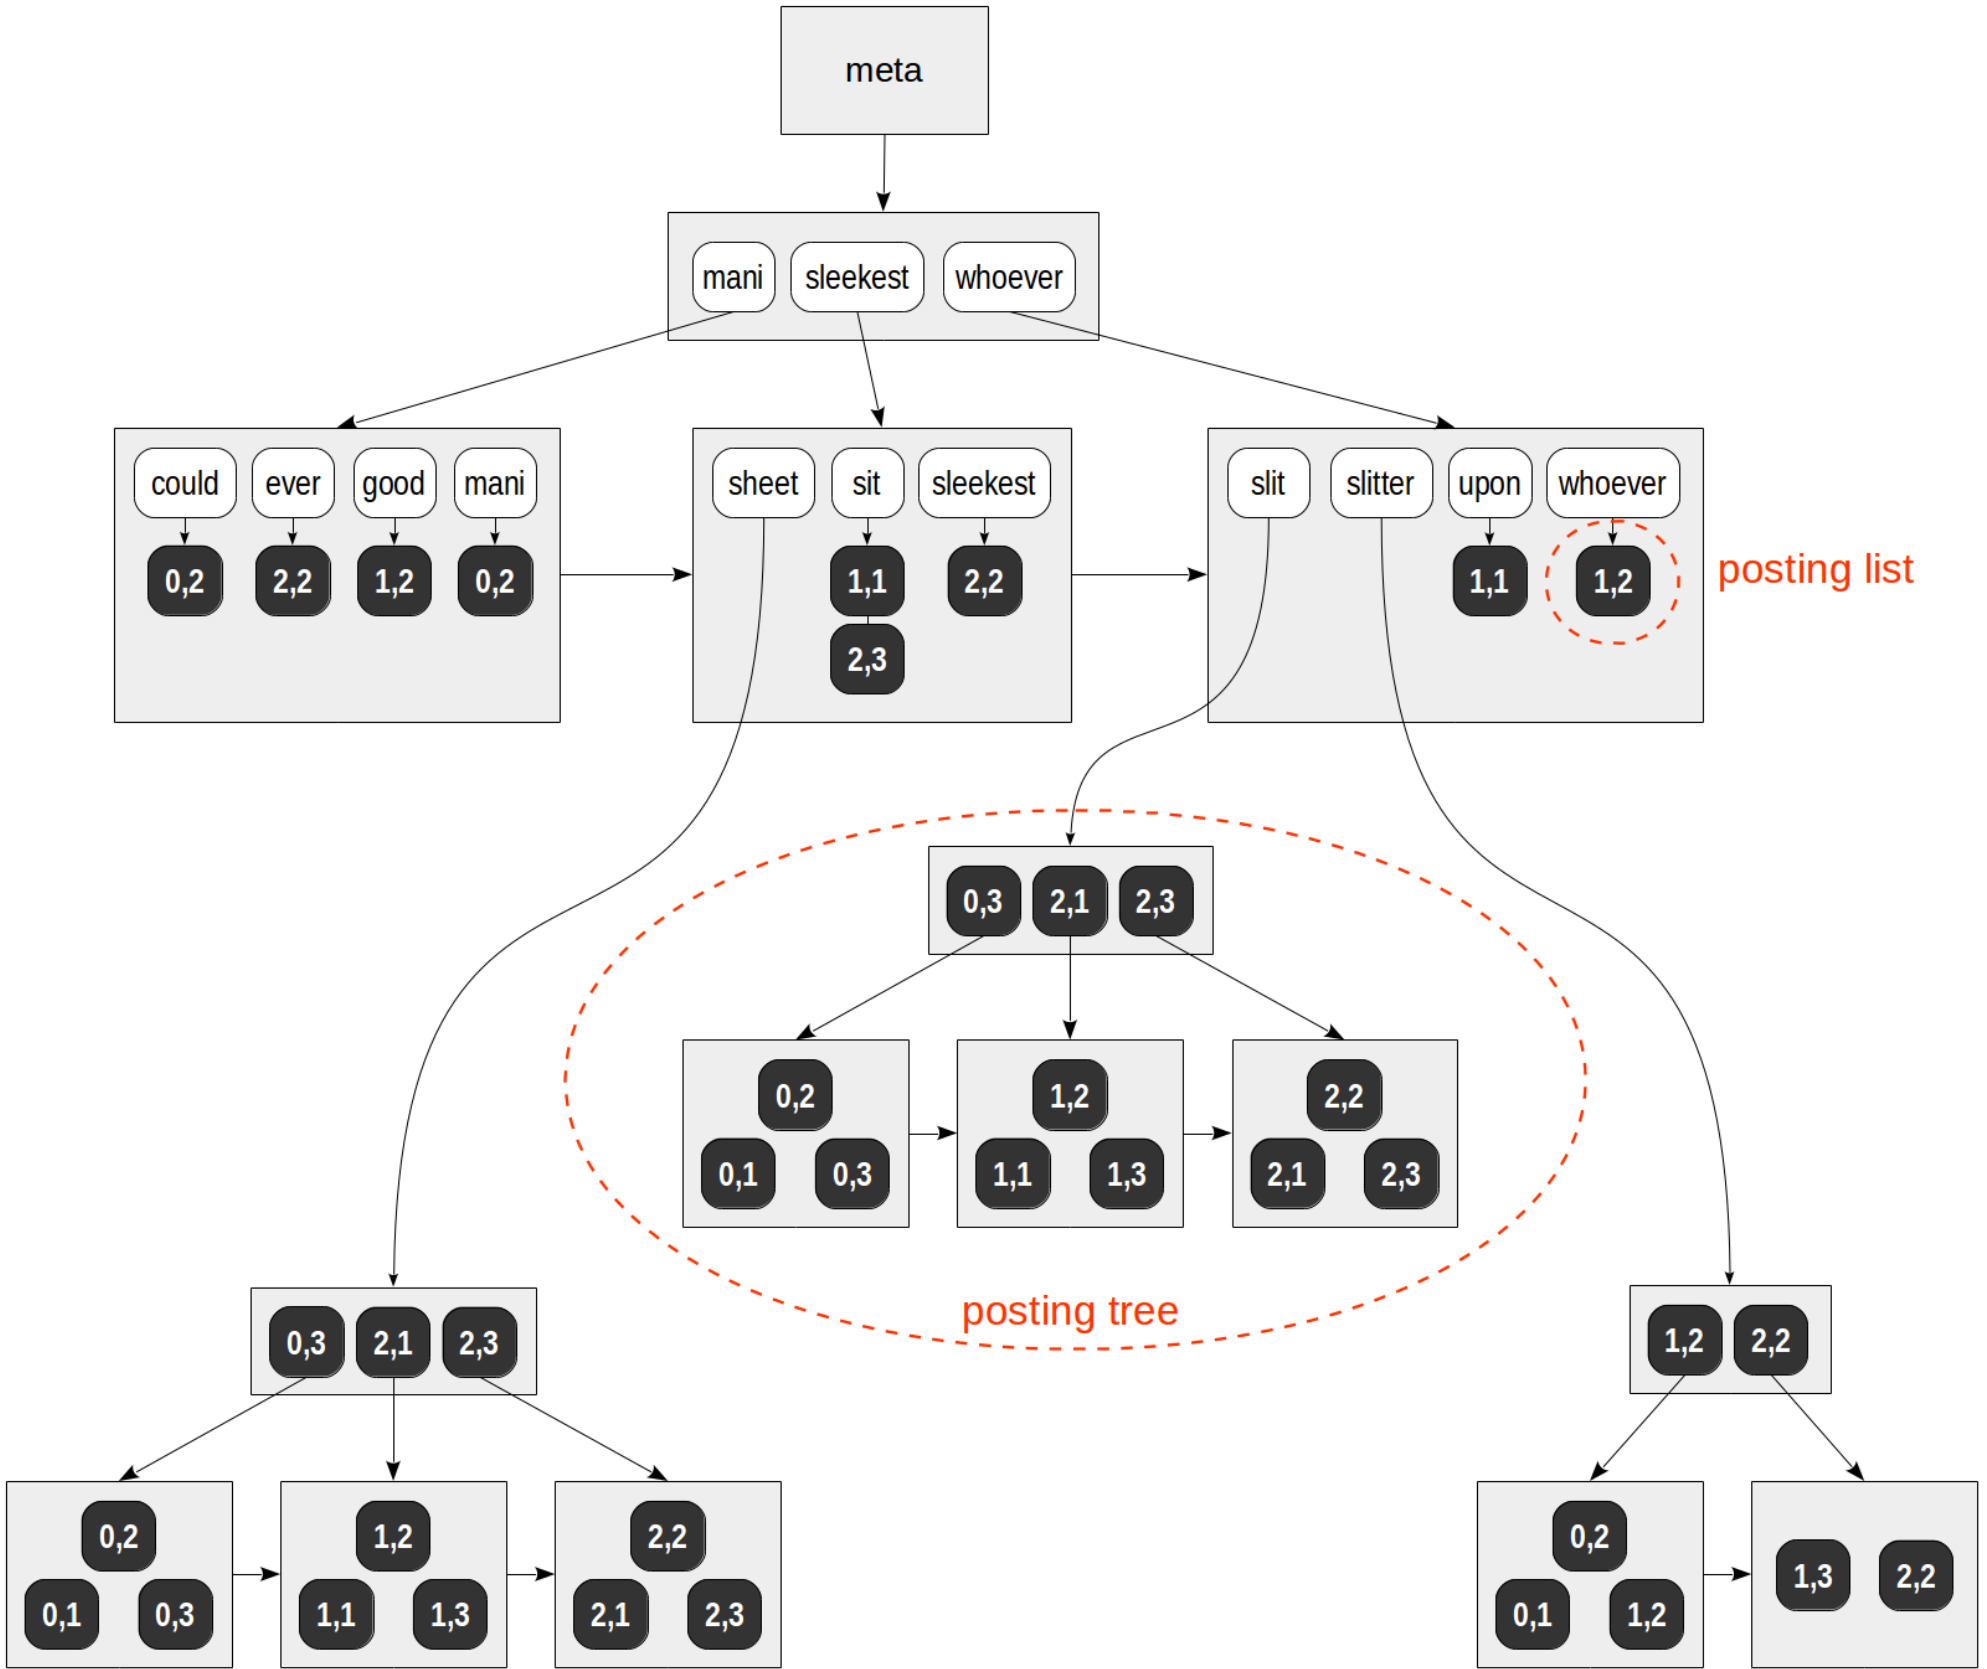 meta
mani sleekest whoever
could ever good mani sheet sit sleekest slit slitter upon whoever
0,2 2,2 1,2 0,2 1,1 2,2 1,1 1,2 posting list
2,3
0,3 2,1 2,3
0,2 1,2 2,2
0,1 0,3 1,1 1,3 2,1 2,3
posting tree
0,3 2,1 2,3 1,2 2,2
0,2 1,2 2,2 0,2
1,3 2,2
0,1 0,3 1,1 1,3 2,1 2,3 0,1 1,2